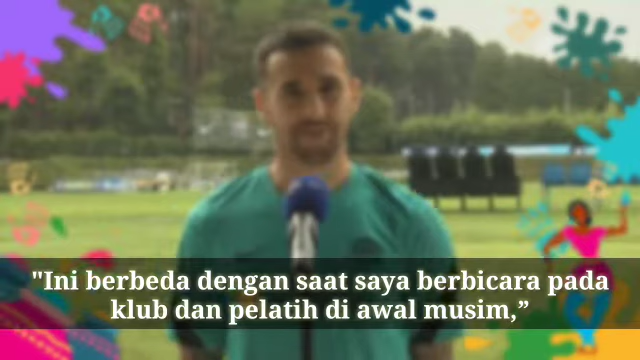 "Ini berbeda dengan saat saya berbicara pada
klub dan pelatih di awal musim,”